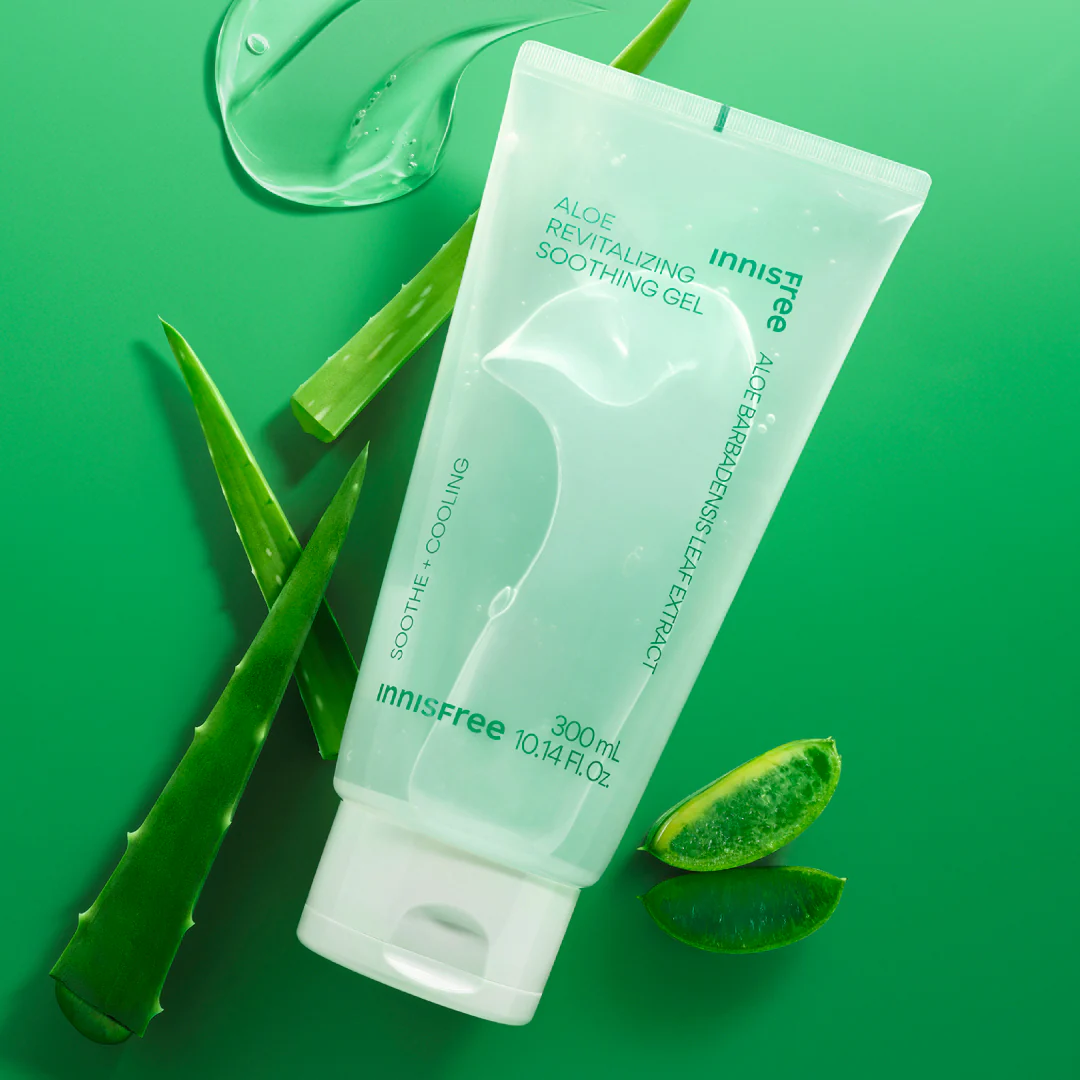 ALOE
REVITALIZING
SOOTHING GEL
innisfree
ALOE BARBADENSIS LEAF EXTRACT
SOOTHE + COOLING
innisfree
300 mL
10.14 Fl.Oz.